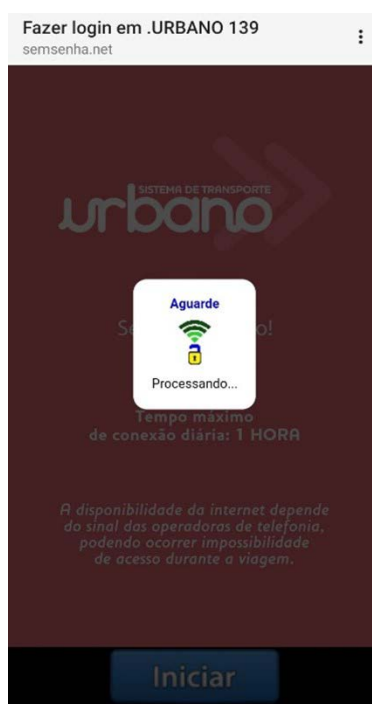 Fazer login em .URBANO 139
semsenha.net
SISTEMA DE TRANSPORTE
urbano
Aguarde
Processando...
Tempo máximo
de conexão diária: 1 HORA
A disponibilidade da internet depende
do sinal das operadoras de telefonia,
podendo ocorrer impossibilidade
de acesso durante a viagem.
Iniciar